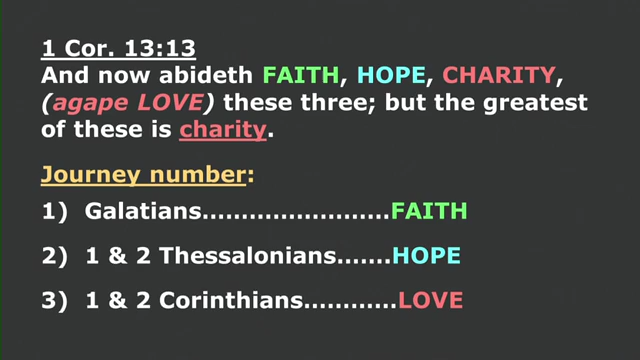 1 Cor. 13:13
And now abideth FAITH, HOPE, CHARITY,
(agape LOVE) these three; but the greatest
of these is charity.
Journey number:
1) Galatians........................FAITH
2) 1 & 2 Thessalonians.......HOPE
3) 1 & 2 Corinthians............LOVE